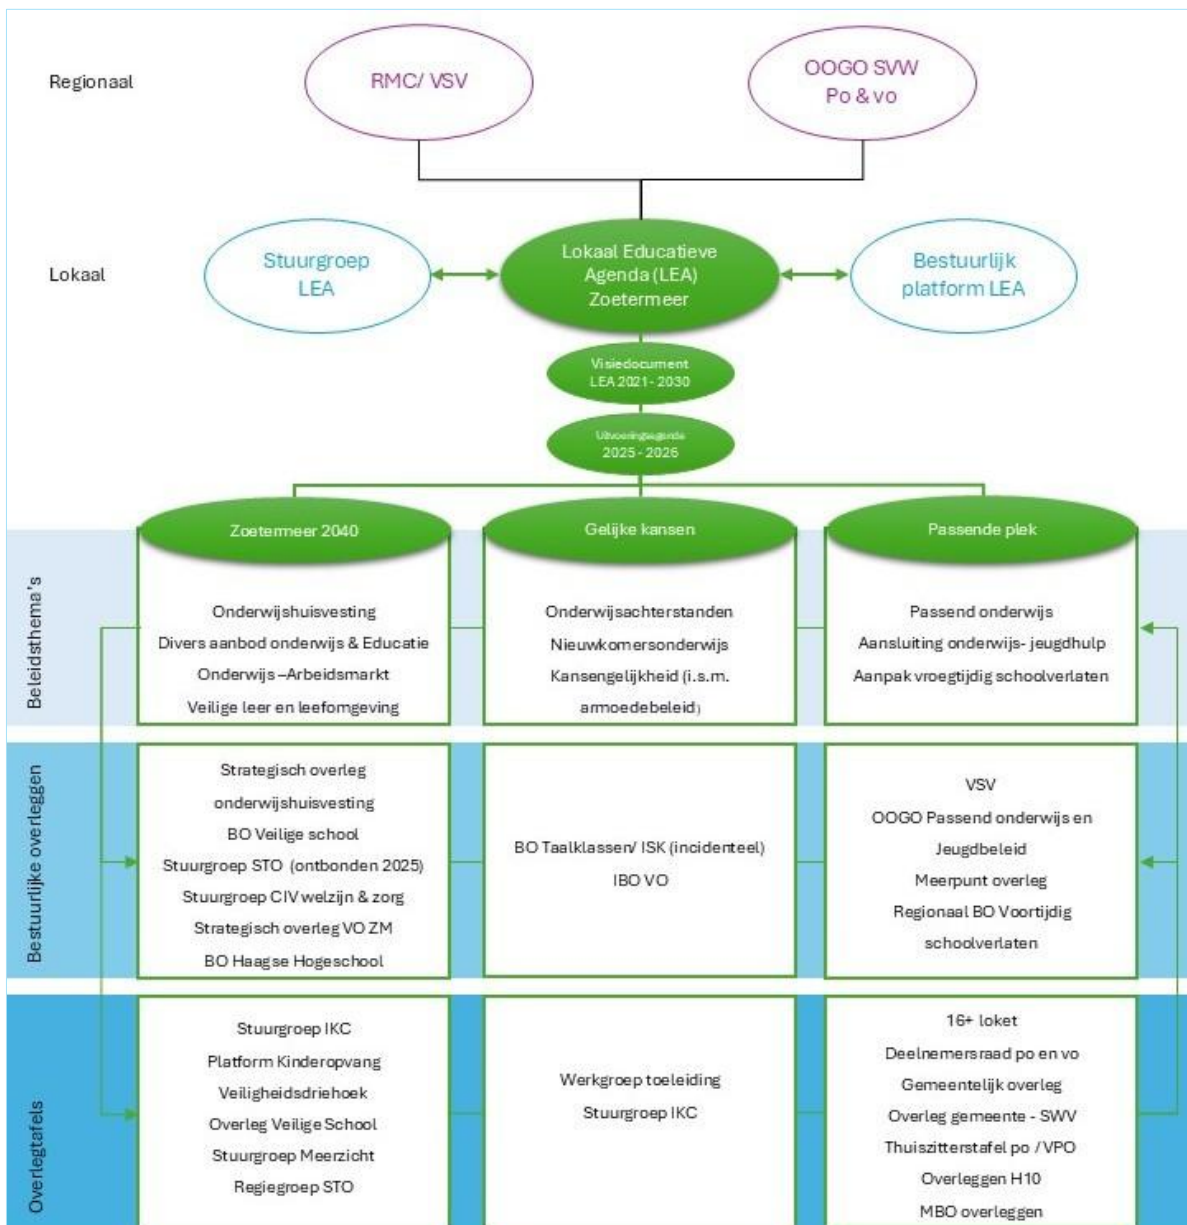 Regionaal
RMC/ VSV
OOGO SVW
Po & vo
Lokaal
Stuurgroep
LEA
Lokaal Educatieve
Agenda (LEA)
Zoetermeer
Bestuurlijk
platform LEA
Visiedocument
LEA 2021 - 2030
Uitvoeringsagenda
2025 - 2026
Zoetermeer 2040
Gelijke kansen
Passende plek
Beleidsthema's
Onderwijshuisvesting
Divers aanbod onderwijs & Educatie
Onderwijs –Arbeidsmarkt
Veilige leer en leefomgeving
Onderwijsachterstanden
Nieuwkomersonderwijs
Kansengelijkheid (i.s.m.
armoedebeleid)
Passend onderwijs
Aansluiting onderwijs- jeugdhulp
Aanpak vroegtijdig schoolverlaten
Bestuurlijke overleggen
Strategisch overleg
onderwijshuisvesting
BO Veilige school
Stuurgroep STO (ontbonden 2025)
Stuurgroep CIV welzijn & zorg
Strategisch overleg VO ZM
BO Haagse Hogeschool
BO Taalklassen/ ISK (incidenteel)
IBO VO
VSV
OOGO Passend onderwijs en
Jeugdbeleid
Meerpunt overleg
Regionaal BO Voortijdig
schoolverlaten
Overlegtafels
Stuurgroep IKC
Platform Kinderopvang
Veiligheidsdriehoek
Overleg Veilige School
Stuurgroep Meerzicht
Regiegroep STO
Werkgroep toeleiding
Stuurgroep IKC
16+ loket
Deelnemersraad po en vo
Gemeentelijk overleg
Overleg gemeente - SWV
Thuiszitterstafel po / VPO
Overleggen H10
MBO overleggen